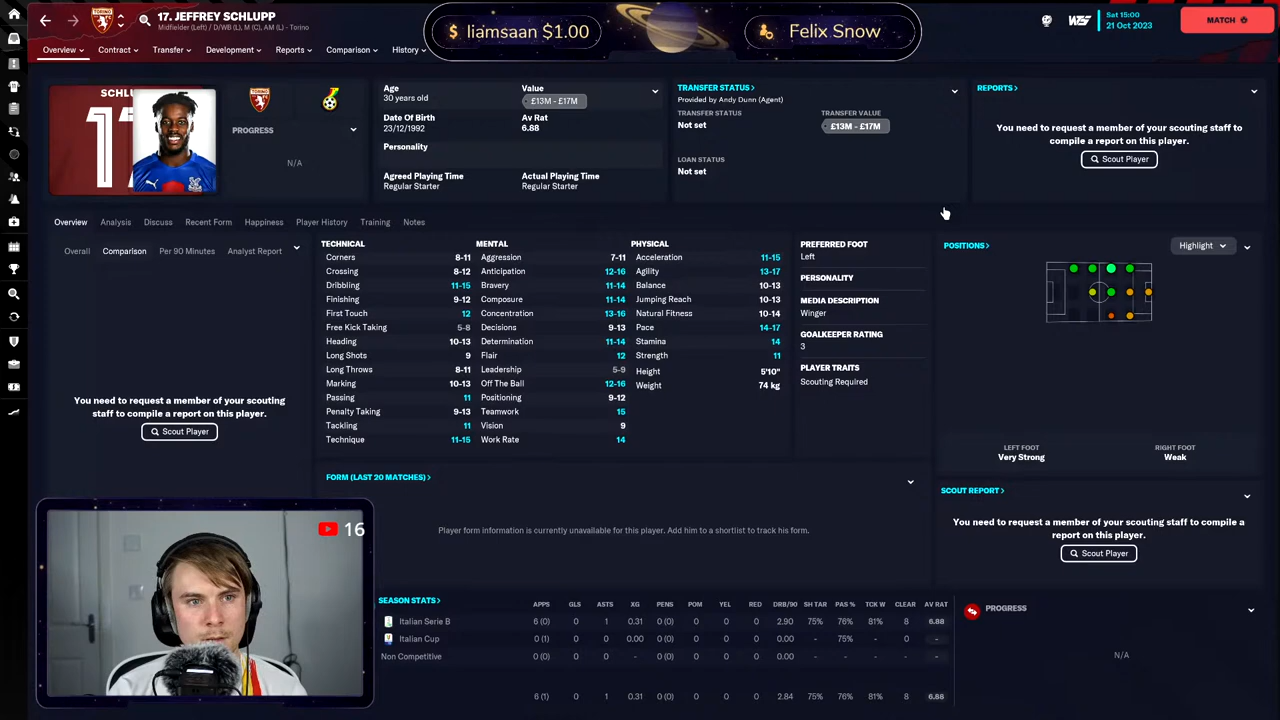 17. JEFFREY SCHLUPP
Midfielder (Left) / D/WB (L), M (C), AM (L) - Torino
$ liamsaan $1.00
Felix Snow
Sat 15:00
21 Oct 2023
MATCH
Overview
Contract
Transfer
Development
Reports
Comparison
History
SCHLU
17
PROGRESS
N/A
Age
30 years old
Value
£13M - £17M
Date Of Birth
23/12/1992
Av Rat
6.88
Personality
Agreed Playing Time
Regular Starter
Actual Playing Time
Regular Starter
TRANSFER STATUS>
Provided by Andy Dunn (Agent)
TRANSFER STATUS
Not set
TRANSFER VALUE
£13M - £17M
LOAN STATUS
Not set
REPORTS>
You need to request a member of your scouting staff to
compile a report on this player.
Scout Player
Overview
Analysis
Discuss
Recent Form
Happiness
Player History
Training
Notes
Overall
Comparison
Per 90 Minutes
Analyst Report
You need to request a member of your scouting
staff to compile a report on this player.
Scout Player
TECHNICAL
Corners 8-11
Crossing 8-12
Dribbling 11-15
Finishing 9-12
First Touch 12
Free Kick Taking 5-8
Heading 10-13
Long Shots 9
Long Throws 8-11
Marking 10-13
Passing 11
Penalty Taking 9-13
Tackling 11
Technique 11-15
MENTAL
Aggression 7-11
Anticipation 12-16
Bravery 11-14
Composure 11-14
Concentration 13-16
Decisions 9-13
Determination 11-14
Flair 12
Leadership 5-9
Off The Ball 12-16
Positioning 9-12
Teamwork 15
Vision 9
Work Rate 14
PHYSICAL
Acceleration 11-15
Agility 13-17
Balance 10-13
Jumping Reach 10-13
Natural Fitness 10-14
Pace 14-17
Stamina 14
Strength 11
Height 5'10"
Weight 74 kg
PREFERRED FOOT
Left
PERSONALITY
MEDIA DESCRIPTION
Winger
GOALKEEPER RATING
3
PLAYER TRAITS
Scouting Required
POSITIONS>
Highlight
LEFT FOOT
Very Strong
RIGHT FOOT
Weak
FORM (LAST 20 MATCHES)>
Player form information is currently unavailable for this player. Add him to a shortlist to track his form.
SCOUT REPORT>
You need to request a member of your scouting staff to compile a
report on this player.
Scout Player
16
SEASON STATS> APPS GLS ASTS XG PENS POM YEL RED DRB/90 SH TAR PAS % TCK W CLEAR AV RAT
Italian Serie B 6 (0) 0 1 0.31 0 (0) 0 0 0 2.90 75% 76% 81% 8 6.88
Italian Cup 0 (1) 0 0 0.00 0 (0) 0 0 0 0.00 - 75% - 0 -
Non Competitive 0 (0) 0 0 - 0 (0) 0 0 0 0.00 - - - 0 -
6 (1) 0 1 0.31 0 (0) 0 0 0 2.84 75% 76% 81% 8 6.88
PROGRESS
N/A